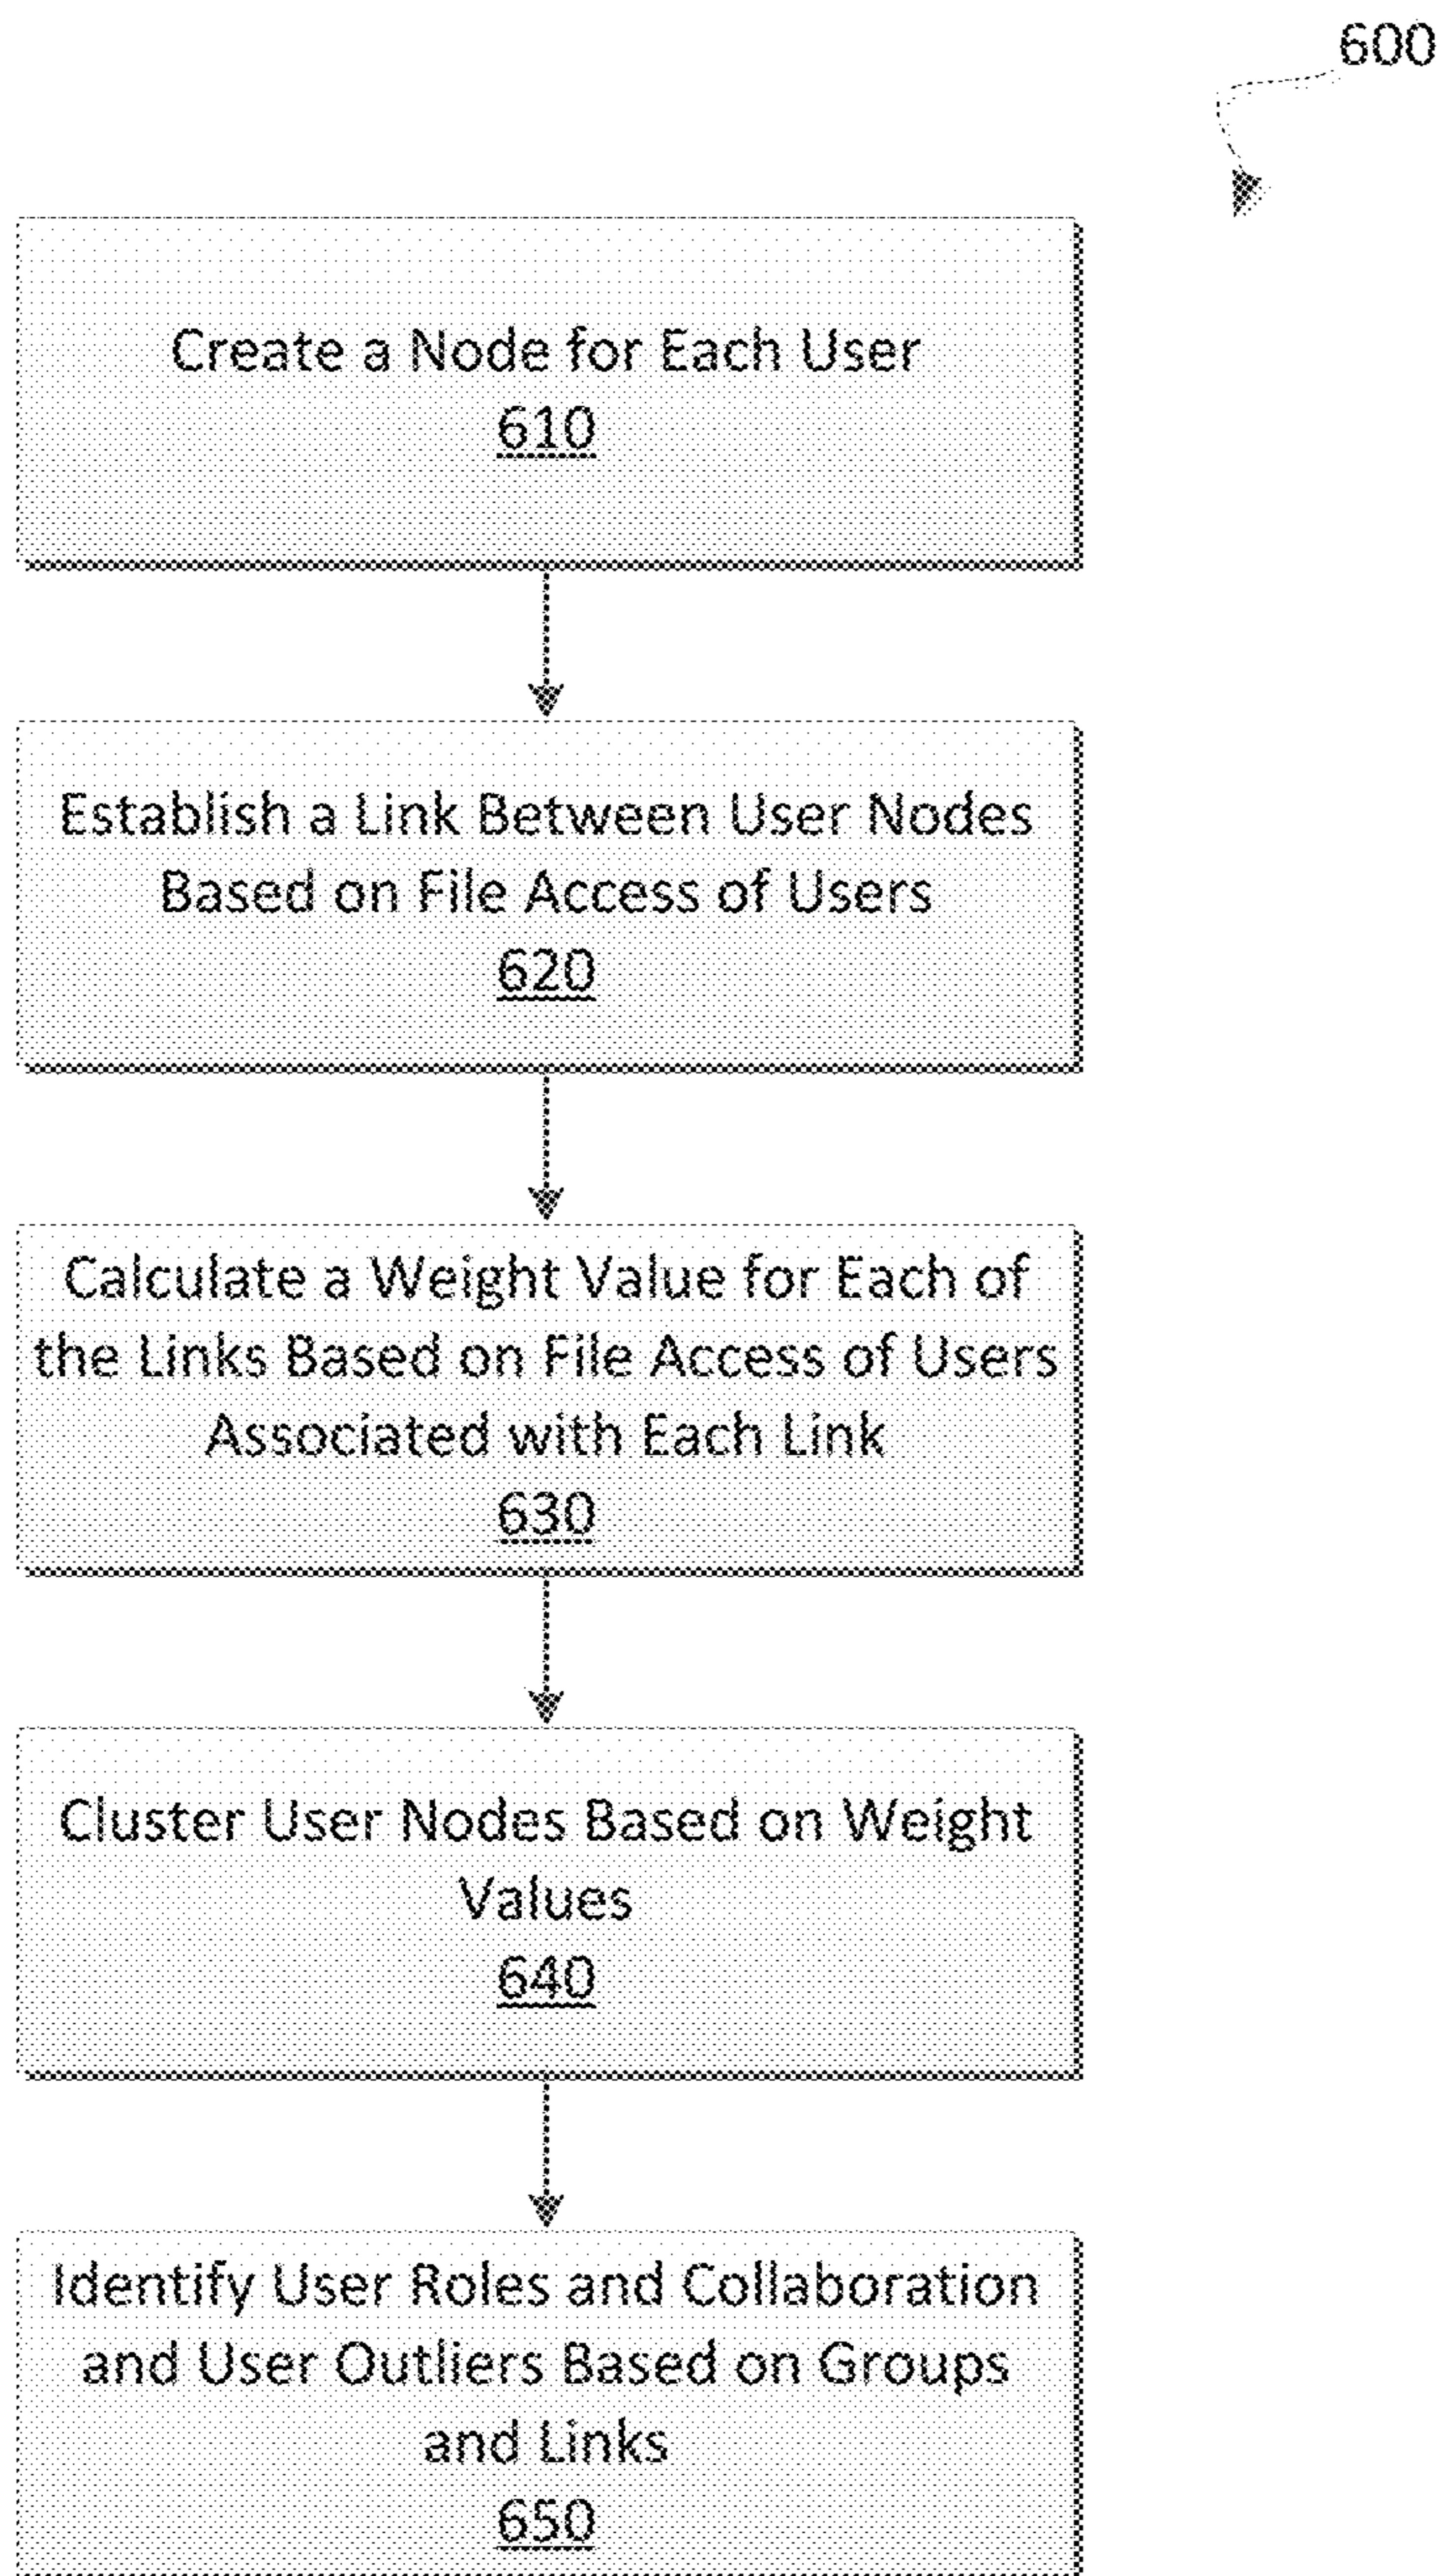 600
Create a Node for Each User
610
Establish a Link Between User Nodes
Based on File Access of Users
620
Calculate a Weight Value for Each of
the Links Based on File Access of Users
Associated with Each Link
630
Cluster User Nodes Based on Weight
Values
640
Identify User Roles and Collaboration
and User Outliers Based on Groups
and Links
650